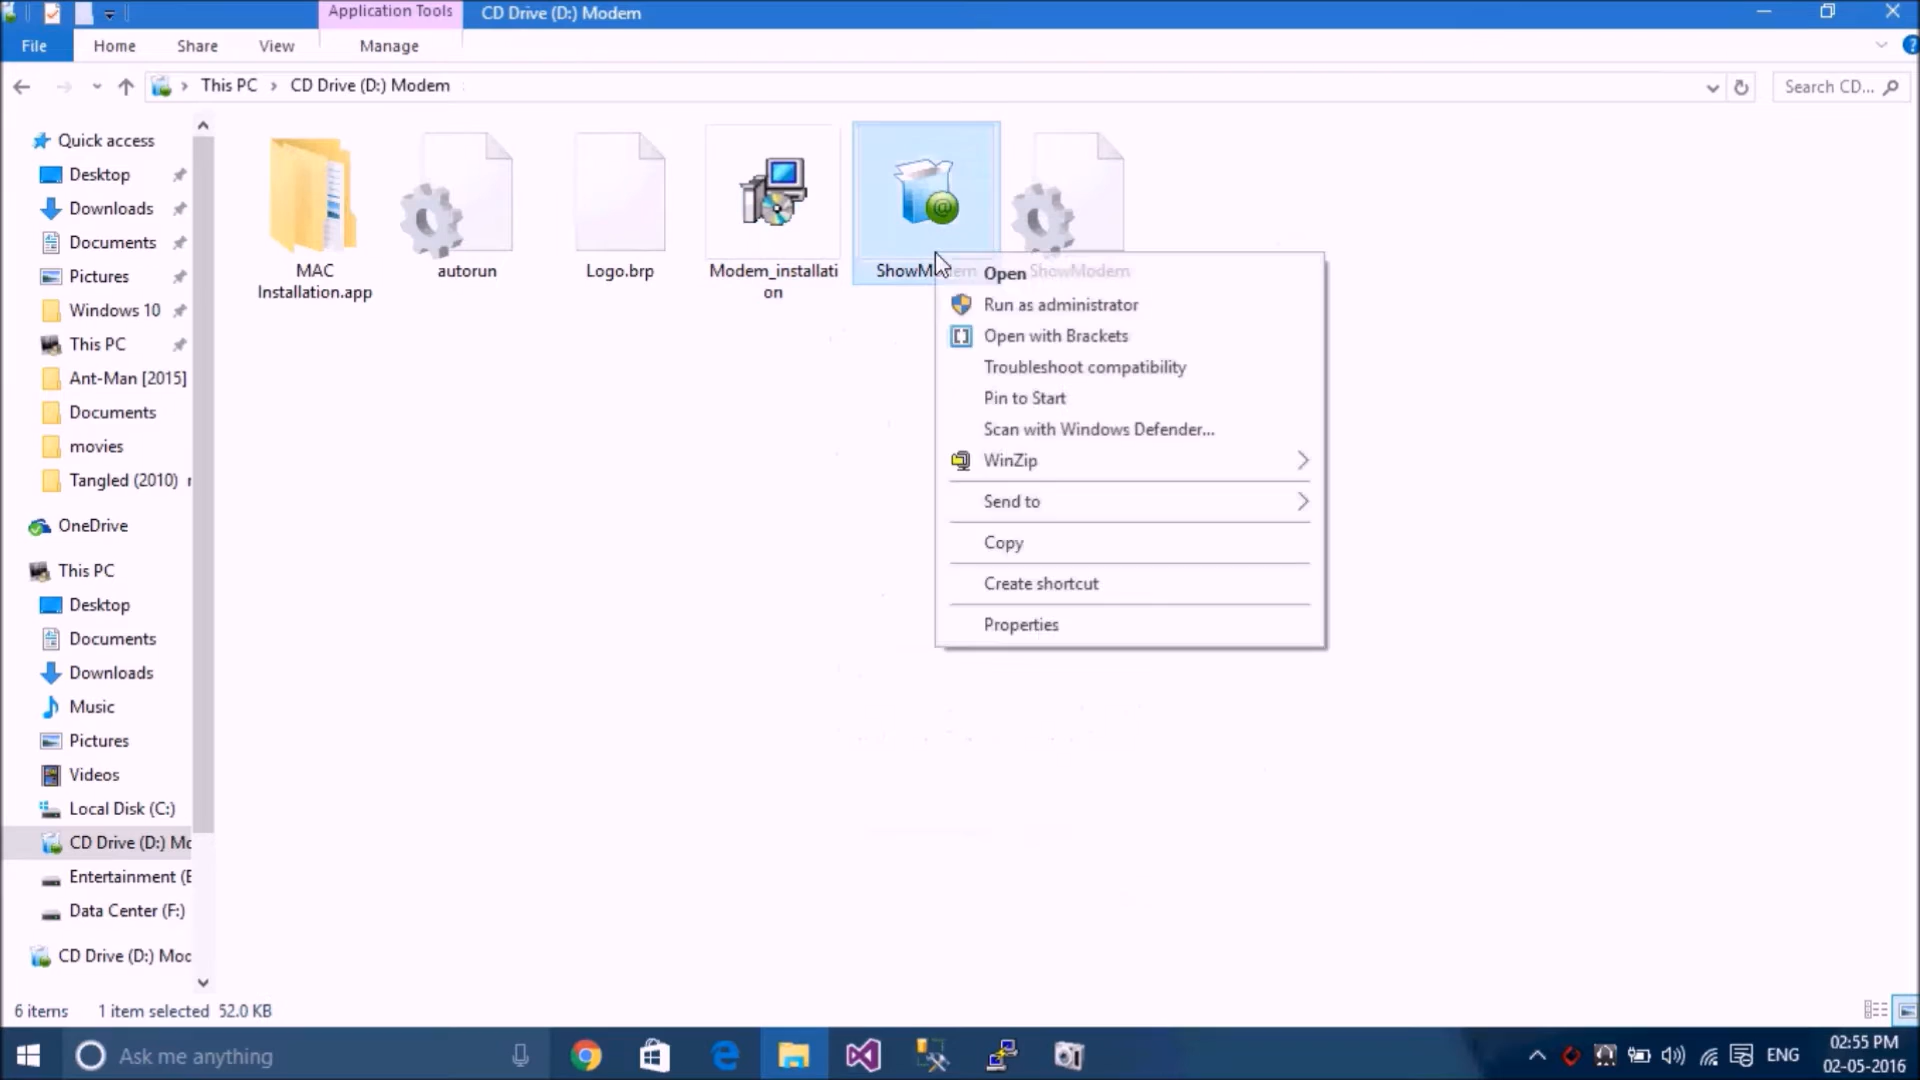 Application Tools
CD Drive (D:) Modem
File
Home
Share
View
Manage
This PC
CD Drive (D:) Modem
Search CD...
Quick access
Desktop
Downloads
Documents
Pictures
Windows 10
This PC
Ant-Man [2015]
Documents
movies
Tangled (2010)
OneDrive
This PC
Desktop
Documents
Downloads
Music
Pictures
Videos
Local Disk (C:)
CD Drive (D:) Mo
Entertainment (E
Data Center (F:)
CD Drive (D:) Moc
MAC
Installation.app
autorun
Logo.brp
Modem_installati
on
ShowModem
ShowModem
Open
Run as administrator
Open with Brackets
Troubleshoot compatibility
Pin to Start
Scan with Windows Defender...
WinZip
Send to
Copy
Create shortcut
Properties
6 items
1 item selected 52.0 KB
Ask me anything
ENG
02:55 PM
02-05-2016